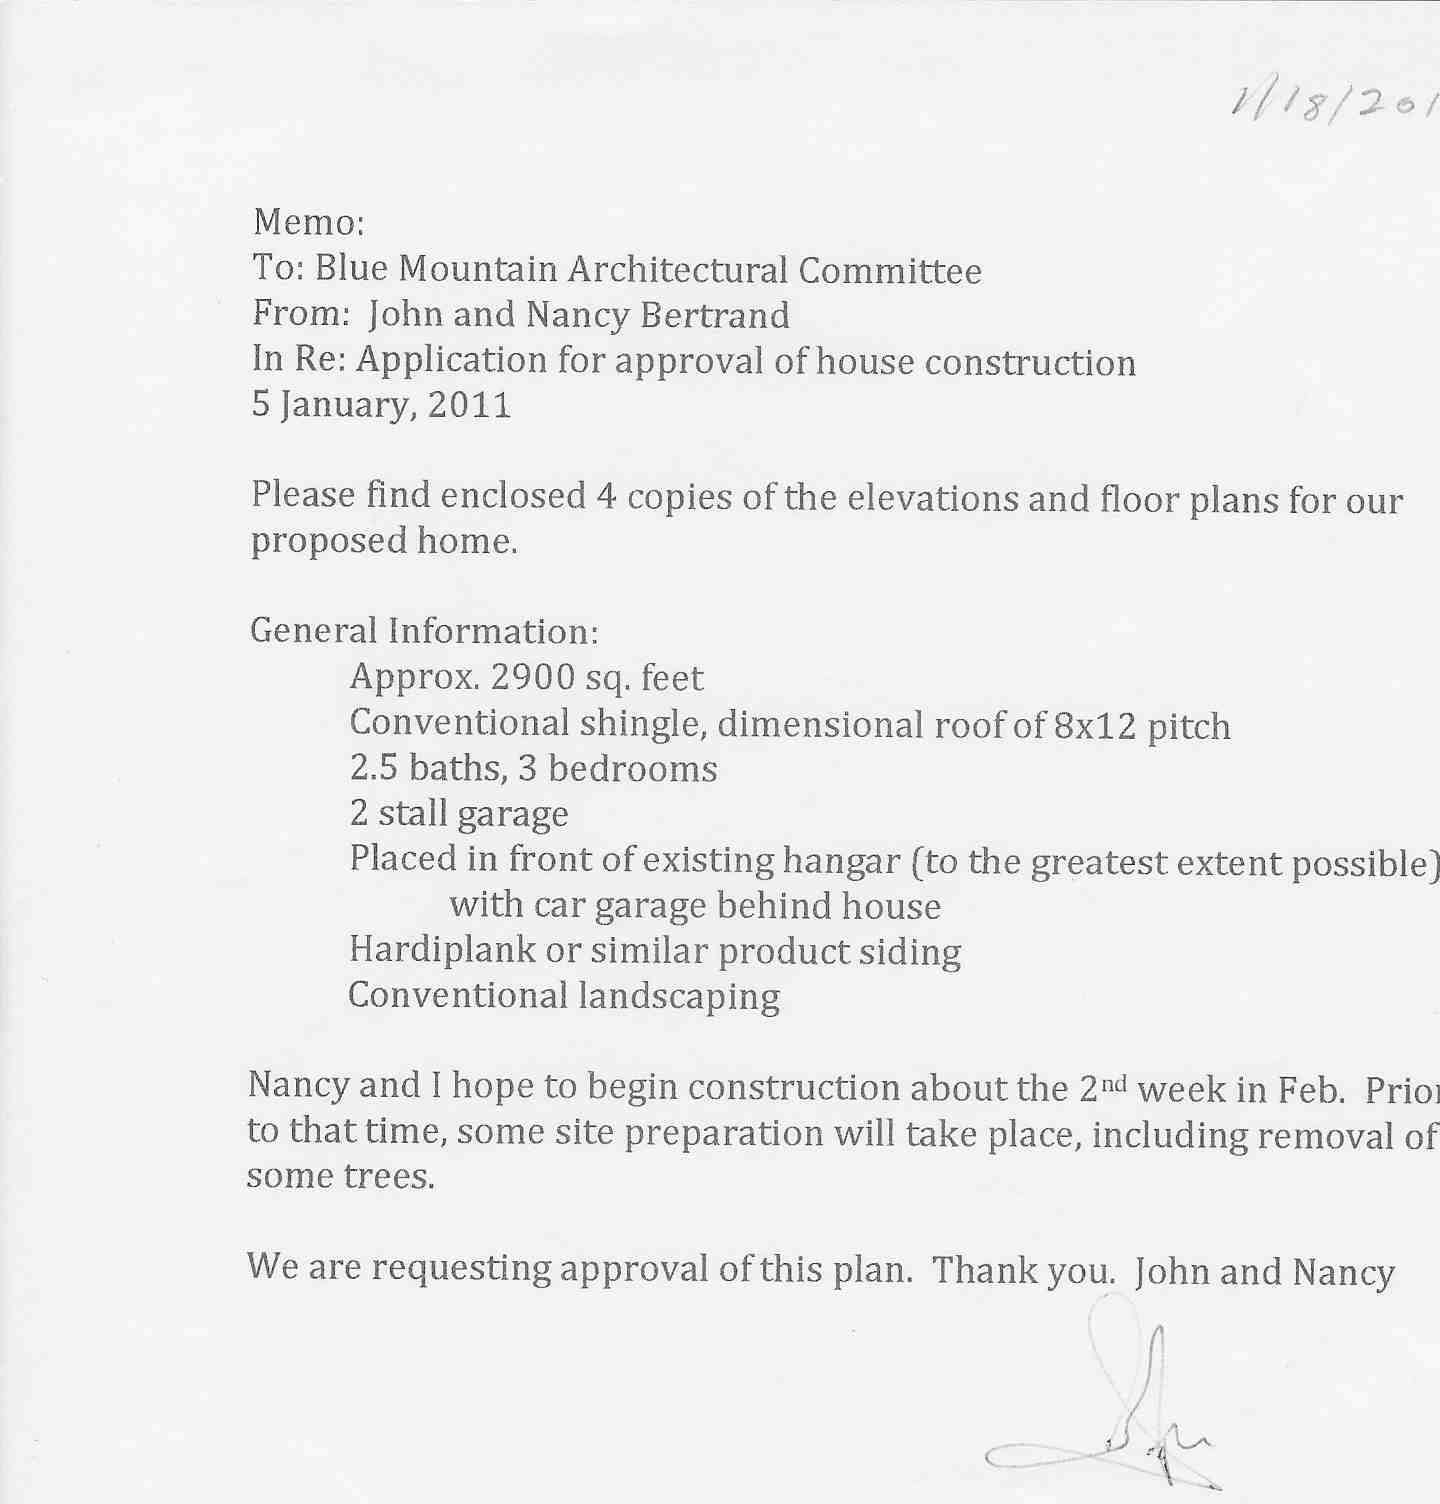 1/18/201
Memo:
To: Blue Mountain Architectural Committee
From:  John and Nancy Bertrand
In Re: Application for approval of house construction
5 January, 2011
Please find enclosed 4 copies of the elevations and floor plans for our
proposed home.
General Information:
Approx. 2900 sq. feet
Conventional shingle, dimensional roof of 8x12 pitch
2.5 baths, 3 bedrooms
2 stall garage
Placed in front of existing hangar (to the greatest extent possible)
with car garage behind house
Hardiplank or similar product siding
Conventional landscaping
Nancy and I hope to begin construction about the 2nd week in Feb.  Prior
to that time, some site preparation will take place, including removal of
some trees.
We are requesting approval of this plan.  Thank you.  John and Nancy